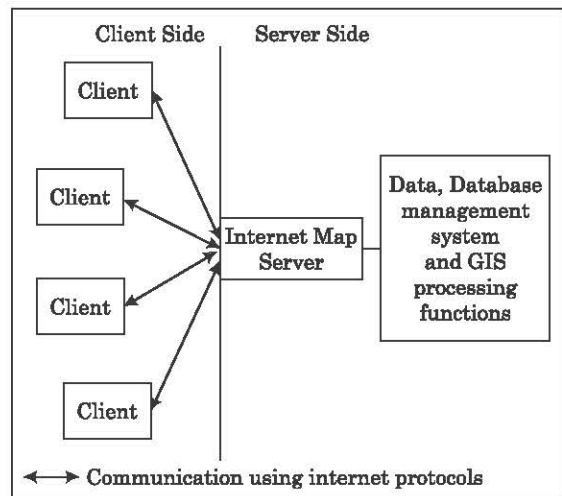 Client Side
Server Side
Client
Client
Client
Client
Internet Map
Server
Data, Database
management
system
and GIS
processing
functions
Communication using internet protocols